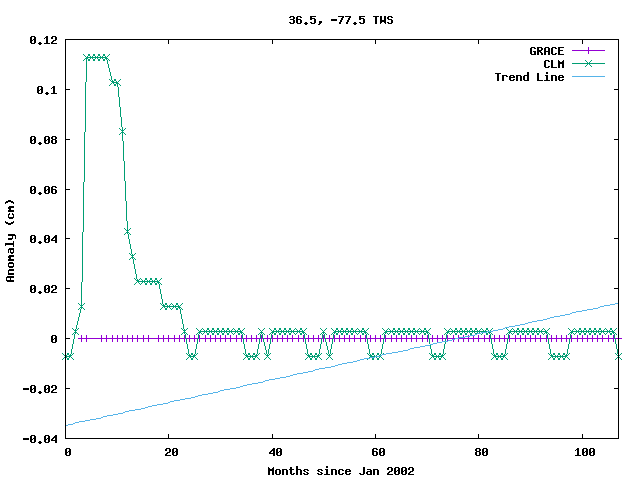 36.5, -77.5 TWS
GRACE
CLM
Trend Line
0.12
0.1
0.08
0.06
0.04
0.02
0
-0.02
-0.04
Anomaly (cm)
0 20 40 60 80 100
Months since Jan 2002